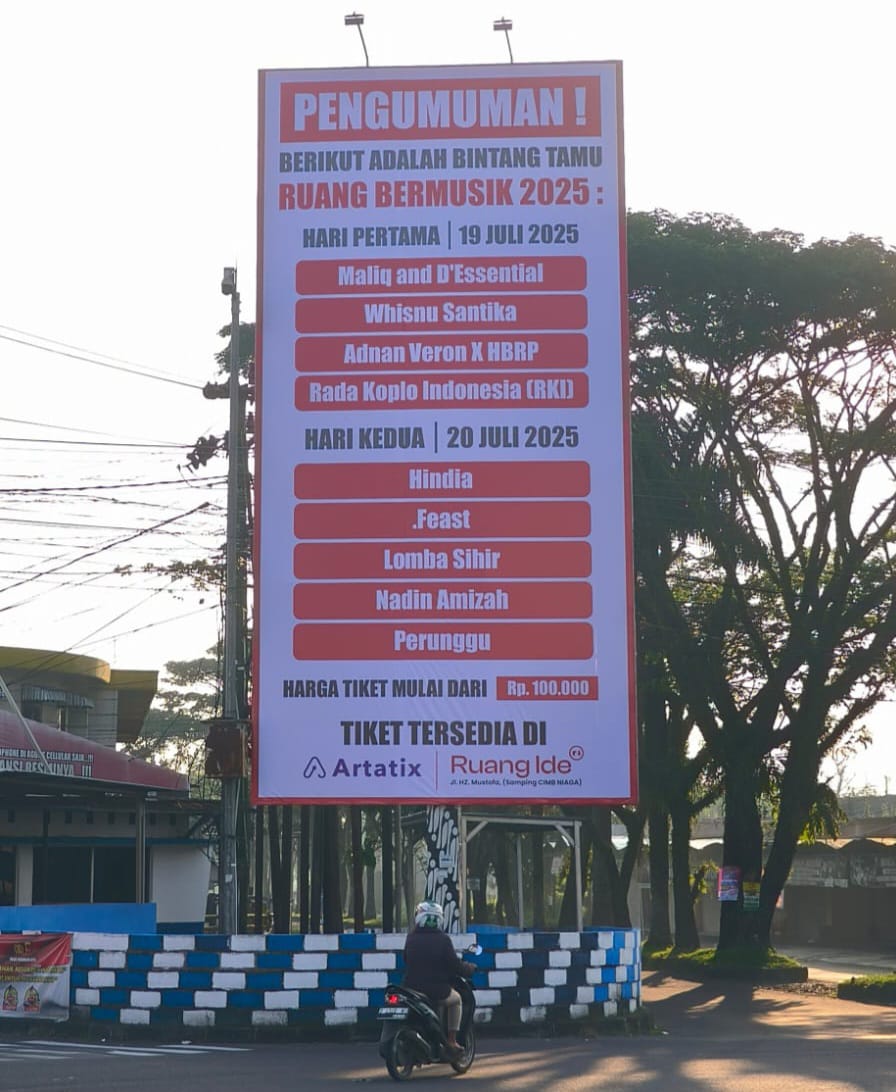 PENGUMUMAN !
BERIKUT ADALAH BINTANG TAMU
RUANG BERMUSIK 2025 :
HARI PERTAMA | 19 JULI 2025
Maliq and D'Essential
Whisnu Santika
Adnan Veron X HBRP
Rada Koplo Indonesia (RKI)
HARI KEDUA | 20 JULI 2025
Hindia
.Feast
Lomba Sihir
Nadin Amizah
Perunggu
HARGA TIKET MULAI DARI Rp. 100.000
TIKET TERSEDIA DI
Artatix | Ruang Ide
Jl. HZ. Mustofa, (Samping CIMB NIAGA)
CELLULAR SAJA..!!!